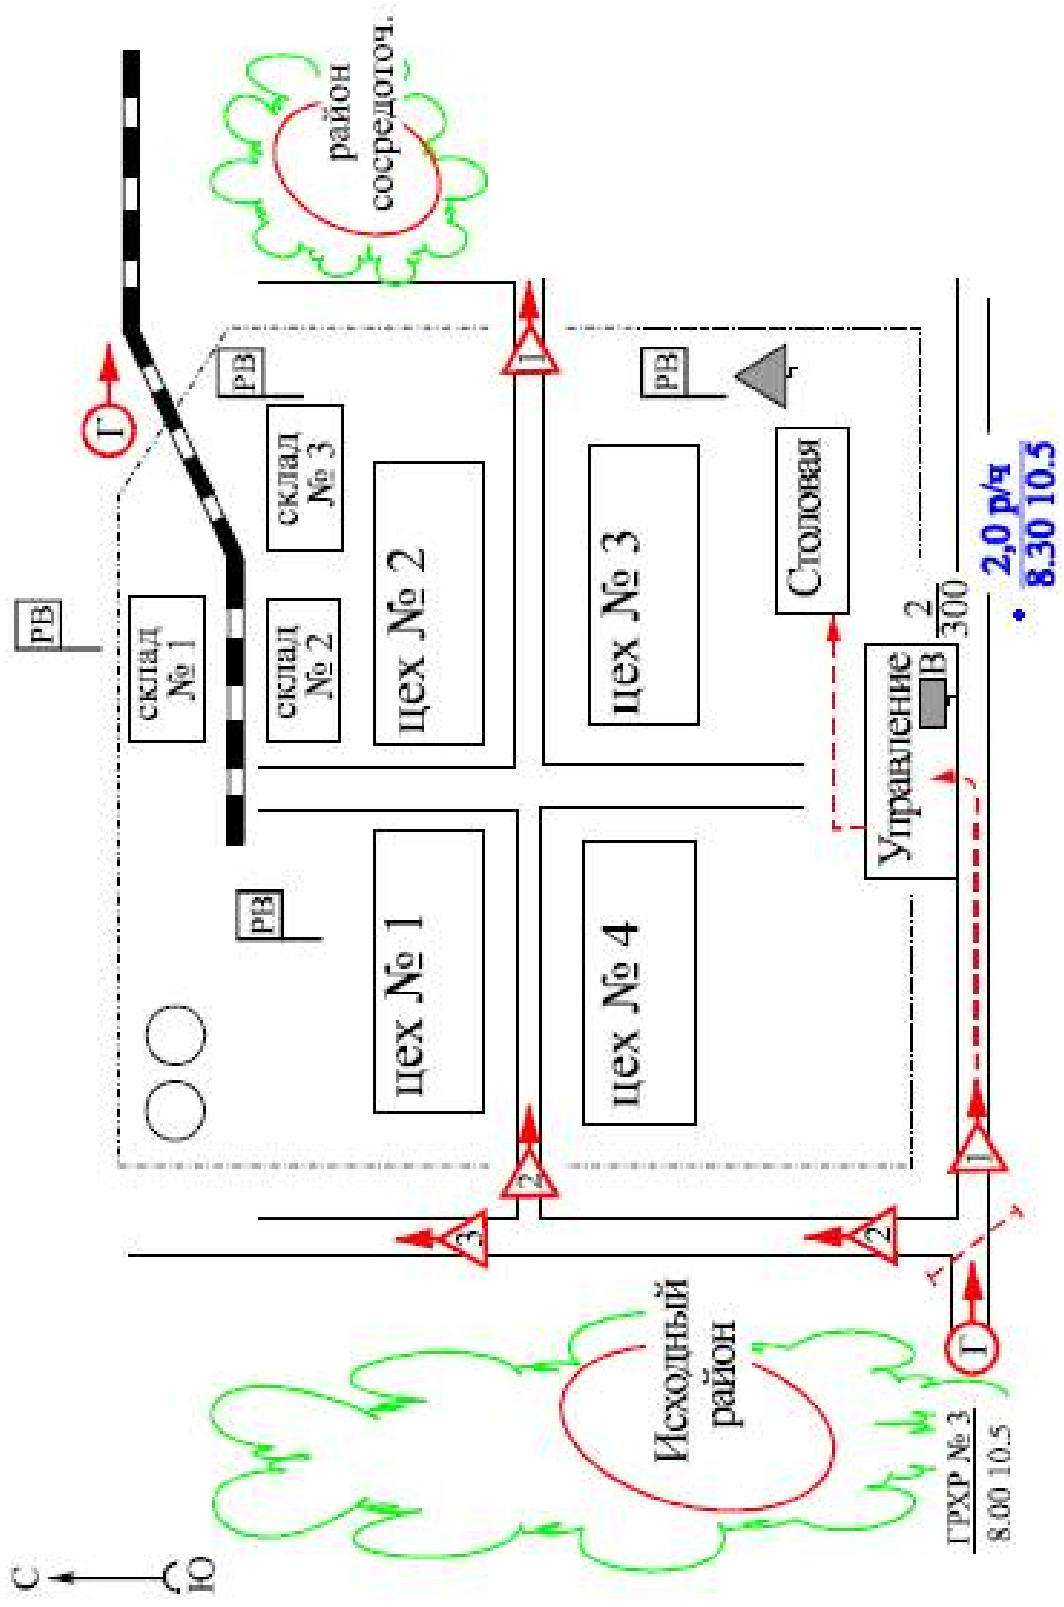 С
Ю
РВ
РВ
РВ
РВ
Г
склад
№ 1
склад
№ 2
склад
№ 3
район
сосредоточ.
цех № 1
цех № 2
1
2
3
цех № 4
цех № 3
Исходный
район
2
Столовая
Управление
В
2
300
ГРХР № 3
8.00 10.5
Г
1
2,0 р/ч
8.30 10.5